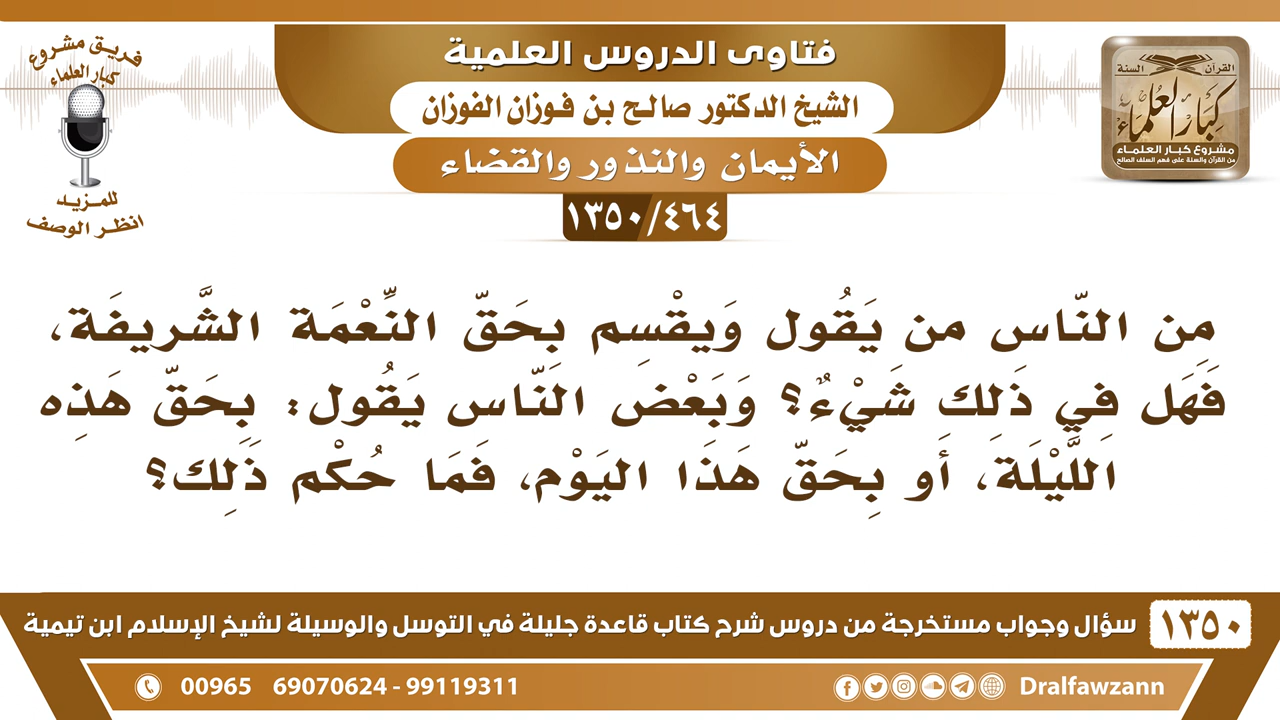 فتاوى الدروس العلمية
الشيخ الدكتور صالح بن فوزان الفوزان
الأيمان والنذور والقضاء
١٣٥٠/٤٦٤
فريق مشروع
كبار العلماء
للمزيد
انظر الوصف
القرآن السنة
كبار العلماء
مشروع كبار العلماء
من القرآن والسنة على فهم السلف الصالح
من النَّاس من يَقُول وَيقْسِم بِحَقّ النِّعْمَة الشَّريفَة،
فَهَل في ذَلك شَيْءٌ؟ وَبَعْض النَّاس يَقُول: بِحَقّ هَذِه
اللَّيْلَةَ، أَو بِحَقّ هَذَا اليَوْم، فَمَا حُكْم ذَلِك؟
١٣٥٠ سؤال وجواب مستخرجة من دروس شرح كتاب قاعدة جليلة في التوسل والوسيلة لشيخ الإسلام ابن تيمية
00965 69070624 - 99119311
Dralfawzann